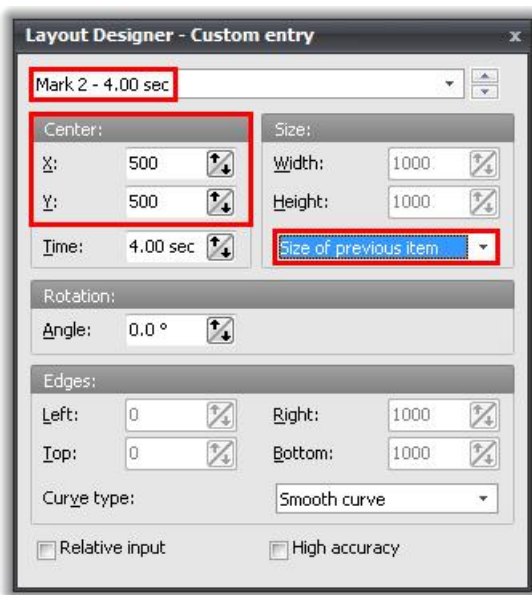 Layout Designer - Custom entry x
Mark 2 - 4.00 sec
Center:
X: 500
Y: 500
Time: 4.00 sec
Size:
Width: 1000
Height: 1000
Size of previous item
Rotation:
Angle: 0.0 °
Edges:
Left: 0 Right: 1000
Top: 0 Bottom: 1000
Curve type: Smooth curve
Relative input High accuracy